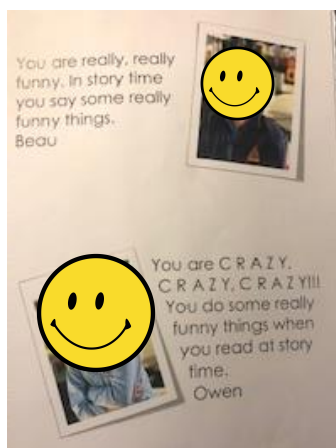 You are really, really
funny. In story time
you say some really
funny things.
Beau
You are C R A Z Y,
C R A Z Y, C R A Z Y!!!
You do some really
funny things when
you read at story
time.
Owen